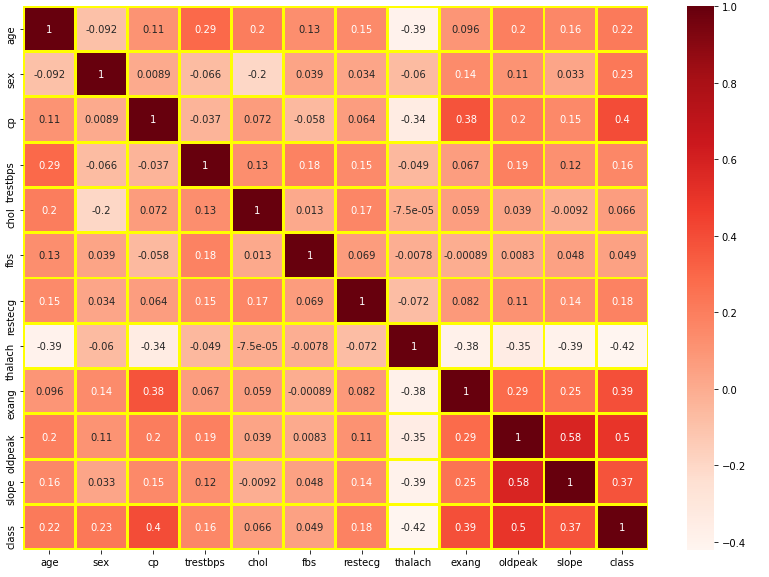 age 1 -0.092 0.11 0.29 0.2 0.13 0.15 -0.39 0.096 0.2 0.16 0.22
sex -0.092 1 0.0089 -0.066 -0.2 0.039 0.034 -0.06 0.14 0.11 0.033 0.23
cp 0.11 0.0089 1 -0.037 0.072 -0.058 0.064 -0.34 0.38 0.2 0.15 0.4
trestbps 0.29 -0.066 -0.037 1 0.13 0.18 0.15 -0.049 0.067 0.19 0.12 0.16
chol 0.2 -0.2 0.072 0.13 1 0.013 0.17 -7.5e-05 0.059 0.039 -0.0092 0.066
fbs 0.13 0.039 -0.058 0.18 0.013 1 0.069 -0.0078 -0.00089 0.0083 0.048 0.049
restecg 0.15 0.034 0.064 0.15 0.17 0.069 1 -0.072 0.082 0.11 0.14 0.18
thalach -0.39 -0.06 -0.34 -0.049 -7.5e-05 -0.0078 -0.072 1 -0.38 -0.35 -0.39 -0.42
exang 0.096 0.14 0.38 0.067 0.059 -0.00089 0.082 -0.38 1 0.29 0.25 0.39
oldpeak 0.2 0.11 0.2 0.19 0.039 0.0083 0.11 -0.35 0.29 1 0.58 0.5
slope 0.16 0.033 0.15 0.12 -0.0092 0.048 0.14 -0.39 0.25 0.58 1 0.37
class 0.22 0.23 0.4 0.16 0.066 0.049 0.18 -0.42 0.39 0.5 0.37 1
age sex cp trestbps chol fbs restecg thalach exang oldpeak slope class
1.0
0.8
0.6
0.4
0.2
0.0
−0.2
−0.4